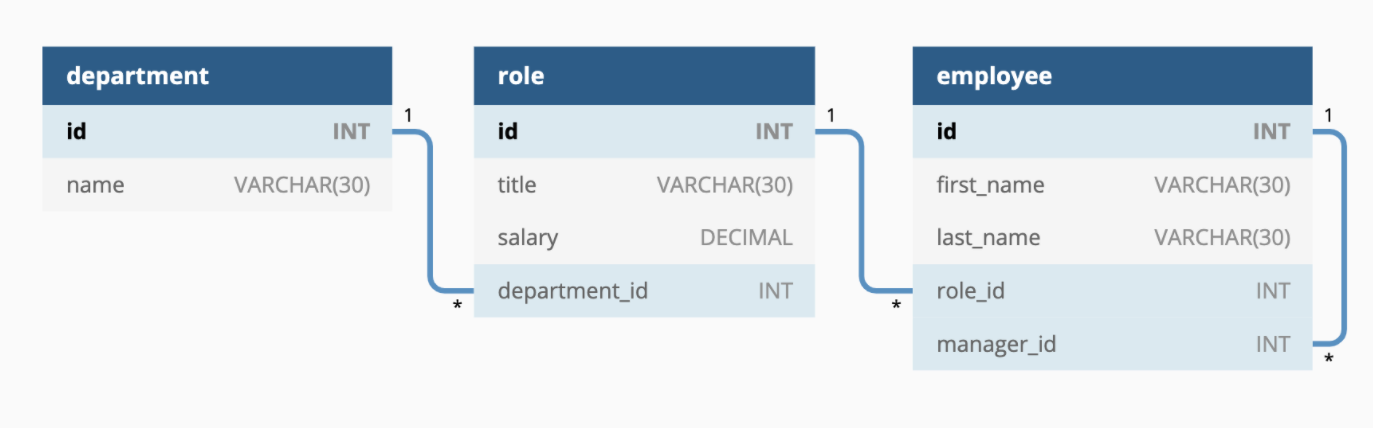 department
id INT
name VARCHAR(30)
1
*
role
id INT
title VARCHAR(30)
salary DECIMAL
department_id INT
1
*
employee
id INT
first_name VARCHAR(30)
last_name VARCHAR(30)
role_id INT
manager_id INT
1
*